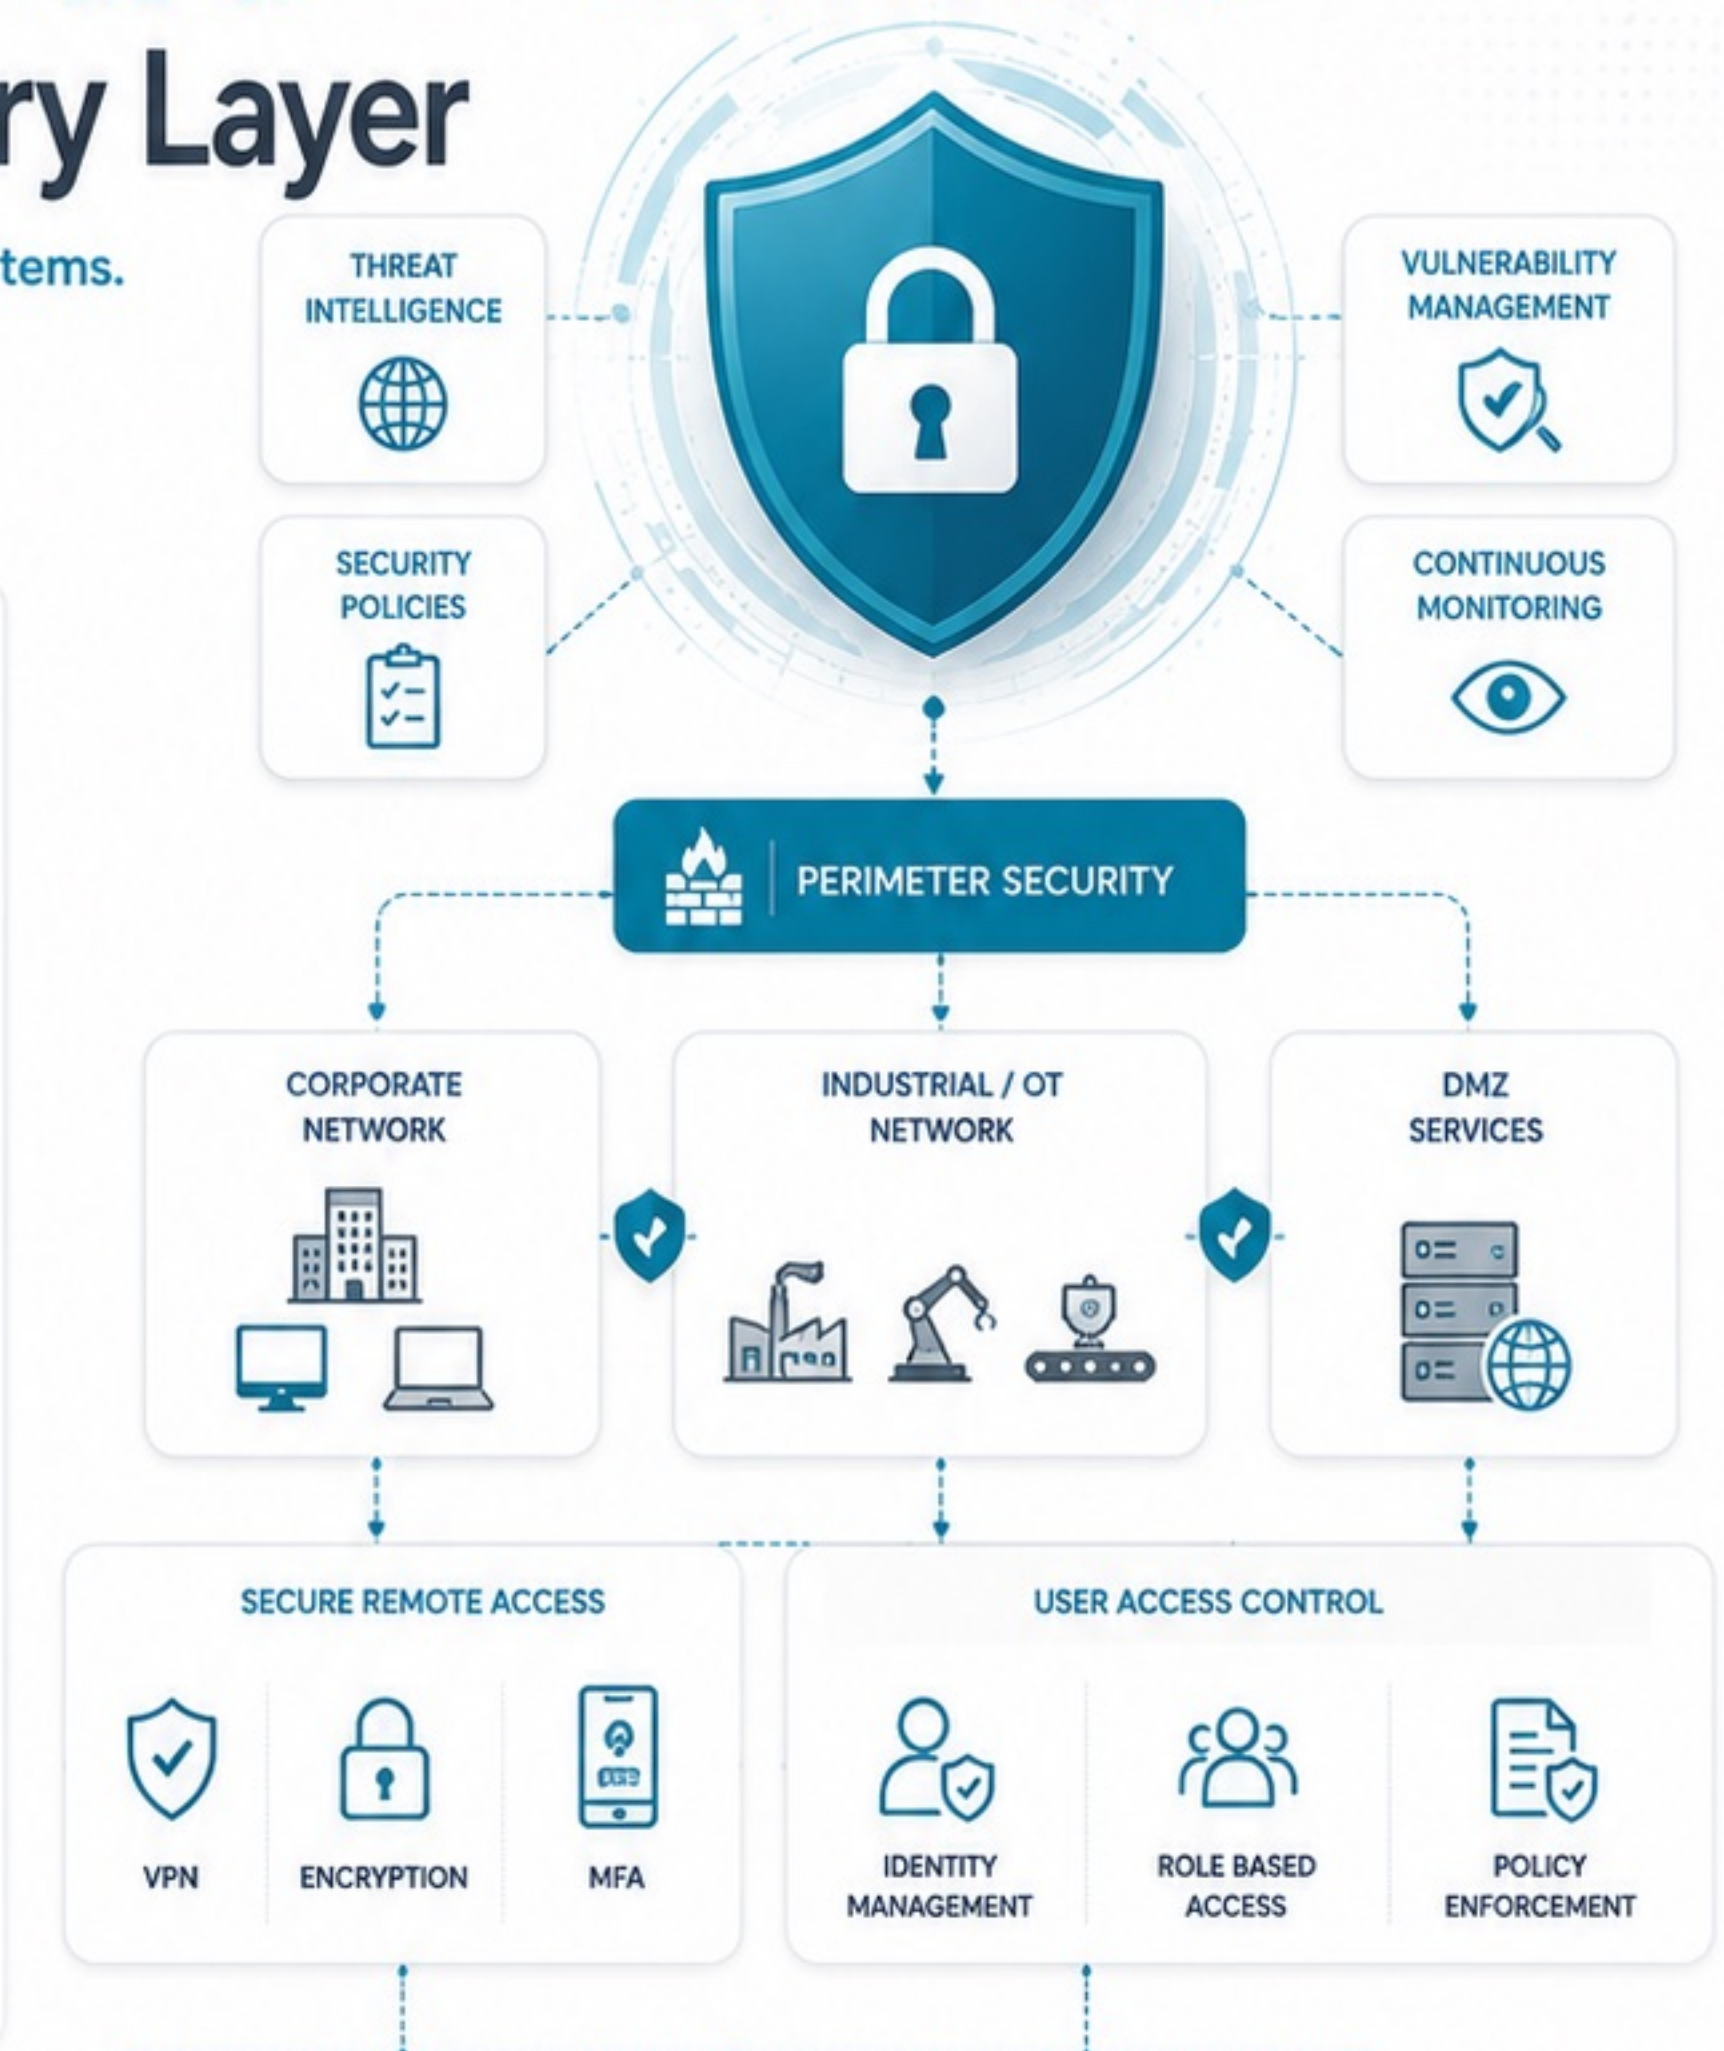 ry Layer
tems.
THREAT
INTELLIGENCE
VULNERABILITY
MANAGEMENT
SECURITY
POLICIES
CONTINUOUS
MONITORING
PERIMETER SECURITY
CORPORATE
NETWORK
INDUSTRIAL / OT
NETWORK
DMZ
SERVICES
SECURE REMOTE ACCESS
VPN
ENCRYPTION
MFA
USER ACCESS CONTROL
IDENTITY
MANAGEMENT
ROLE BASED
ACCESS
POLICY
ENFORCEMENT